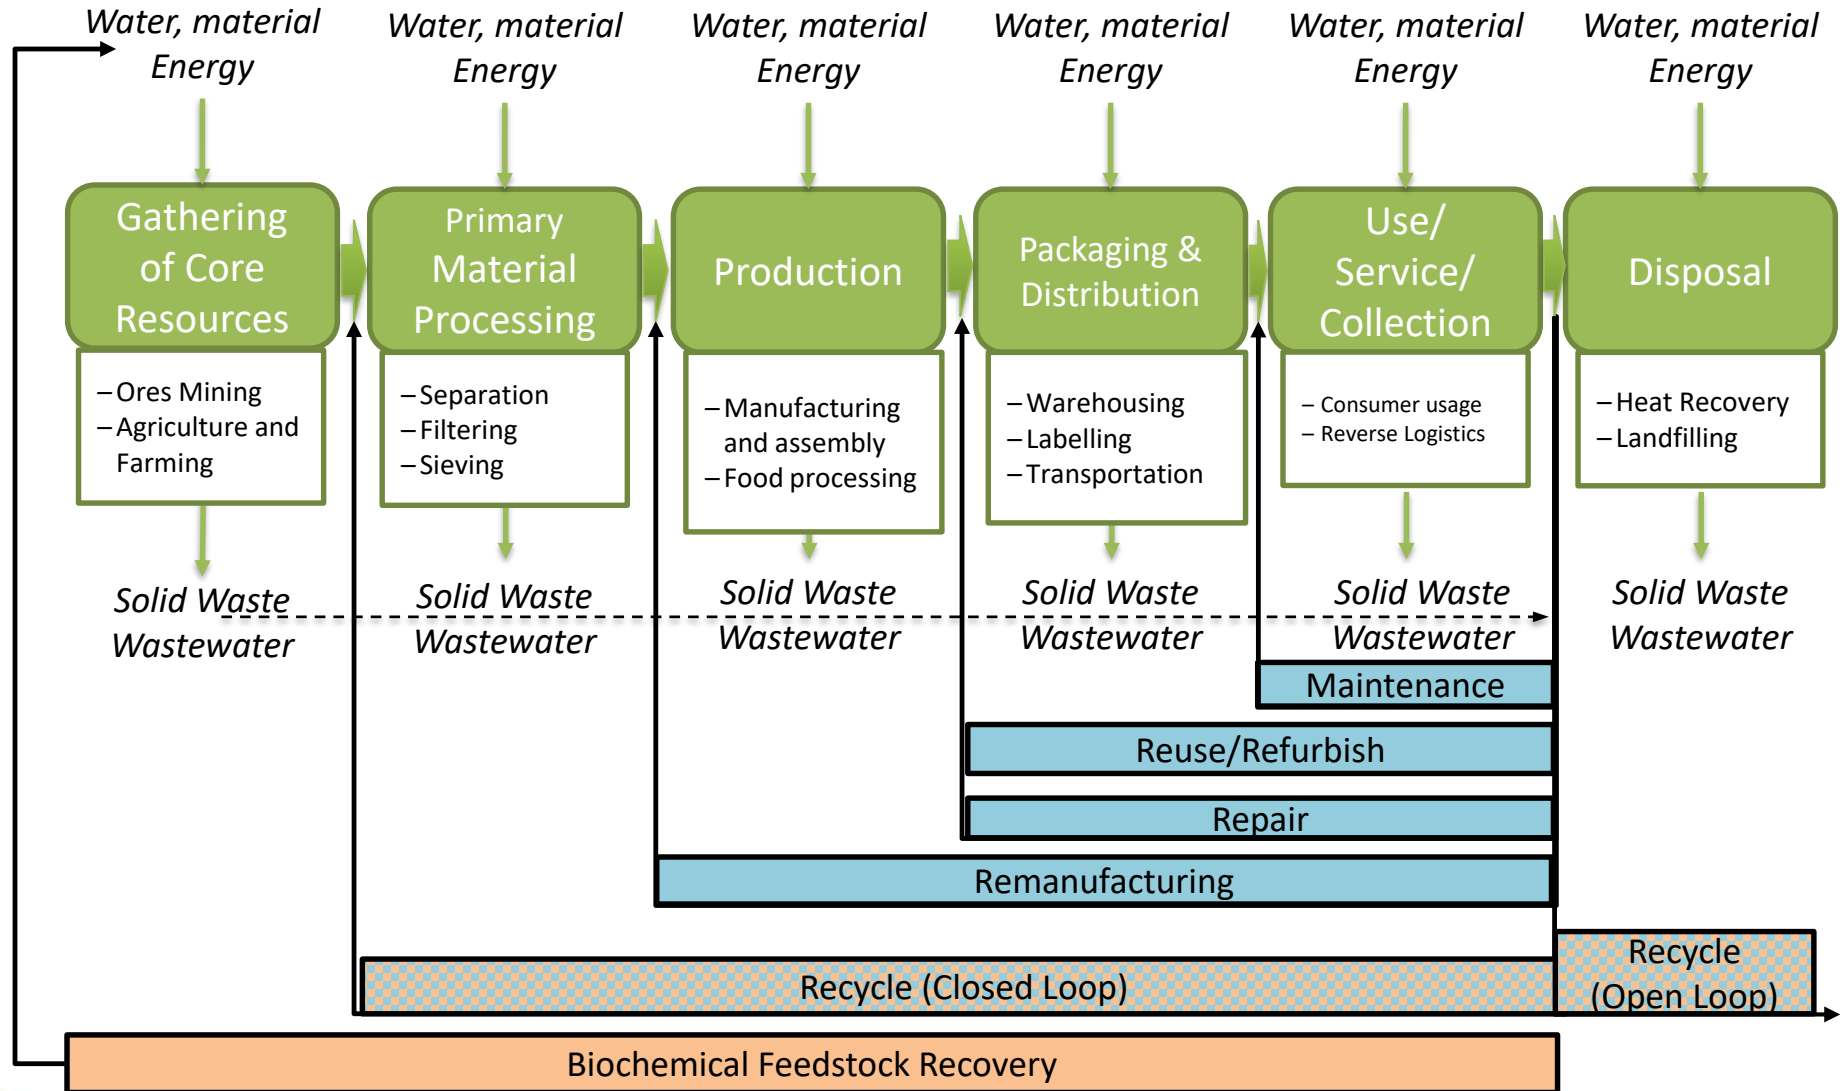 Water, material
Energy
Water, material
Energy
Water, material
Energy
Water, material
Energy
Water, material
Energy
Water, material
Energy
Gathering
of Core
Resources
Primary
Material
Processing
Production
Packaging &
Distribution
Use/
Service/
Collection
Disposal
– Ores Mining
– Agriculture and
Farming
– Separation
– Filtering
– Sieving
– Manufacturing
and assembly
– Food processing
– Warehousing
– Labelling
– Transportation
– Consumer usage
– Reverse Logistics
– Heat Recovery
– Landfilling
Solid Waste
Wastewater
Solid Waste
Wastewater
Solid Waste
Wastewater
Solid Waste
Wastewater
Solid Waste
Wastewater
Solid Waste
Wastewater
Maintenance
Reuse/Refurbish
Repair
Remanufacturing
Recycle (Closed Loop)
Recycle
(Open Loop)
Biochemical Feedstock Recovery